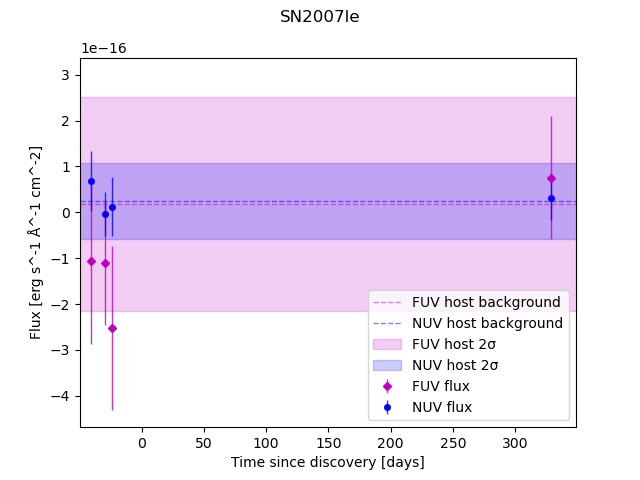 SN2007le
1e−16
3
2
1
0
−1
−2
−3
−4
Flux [erg s^-1 Å^-1 cm^-2]
0
50
100
150
200
250
300
Time since discovery [days]
FUV host background
NUV host background
FUV host 2σ
NUV host 2σ
FUV flux
NUV flux